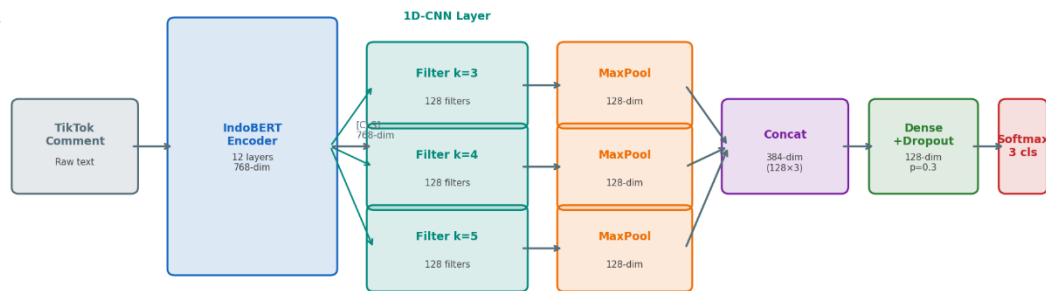 1D-CNN Layer
TikTok
Comment
Raw text
IndoBERT
Encoder
12 layers
768-dim
768-dim
Filter k=3
128 filters
Filter k=4
128 filters
Filter k=5
128 filters
MaxPool
128-dim
MaxPool
128-dim
MaxPool
128-dim
Concat
384-dim
(128×3)
Dense
+Dropout
128-dim
p=0.3
Softmax
3 cls